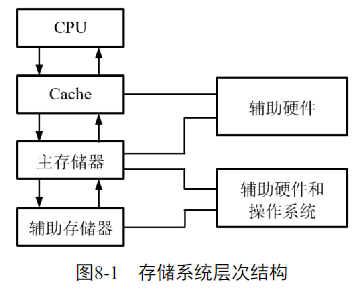 CPU
Cache
辅助硬件
主存储器
辅助硬件和
操作系统
辅助存储器
图8-1 存储系统层次结构